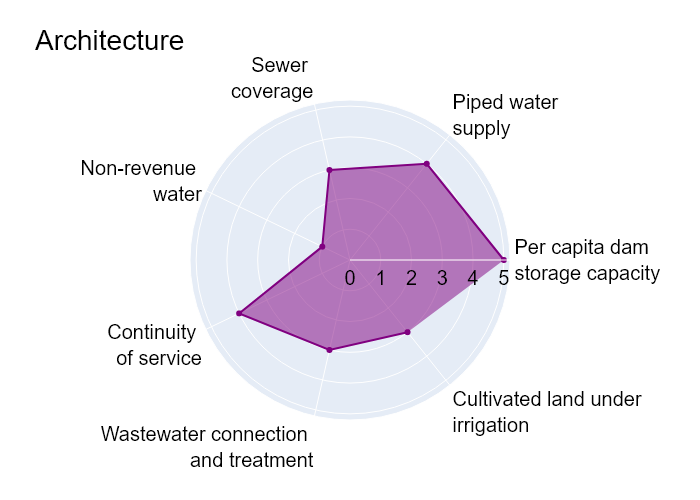 Architecture
Sewer
coverage
Piped water
supply
Non-revenue
water
Per capita dam
storage capacity
0 1 2 3 4 5
Continuity
of service
Cultivated land under
irrigation
Wastewater connection
and treatment